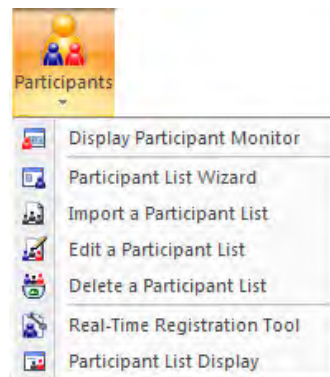 Participants
Display Participant Monitor
Participant List Wizard
Import a Participant List
Edit a Participant List
Delete a Participant List
Real-Time Registration Tool
Participant List Display